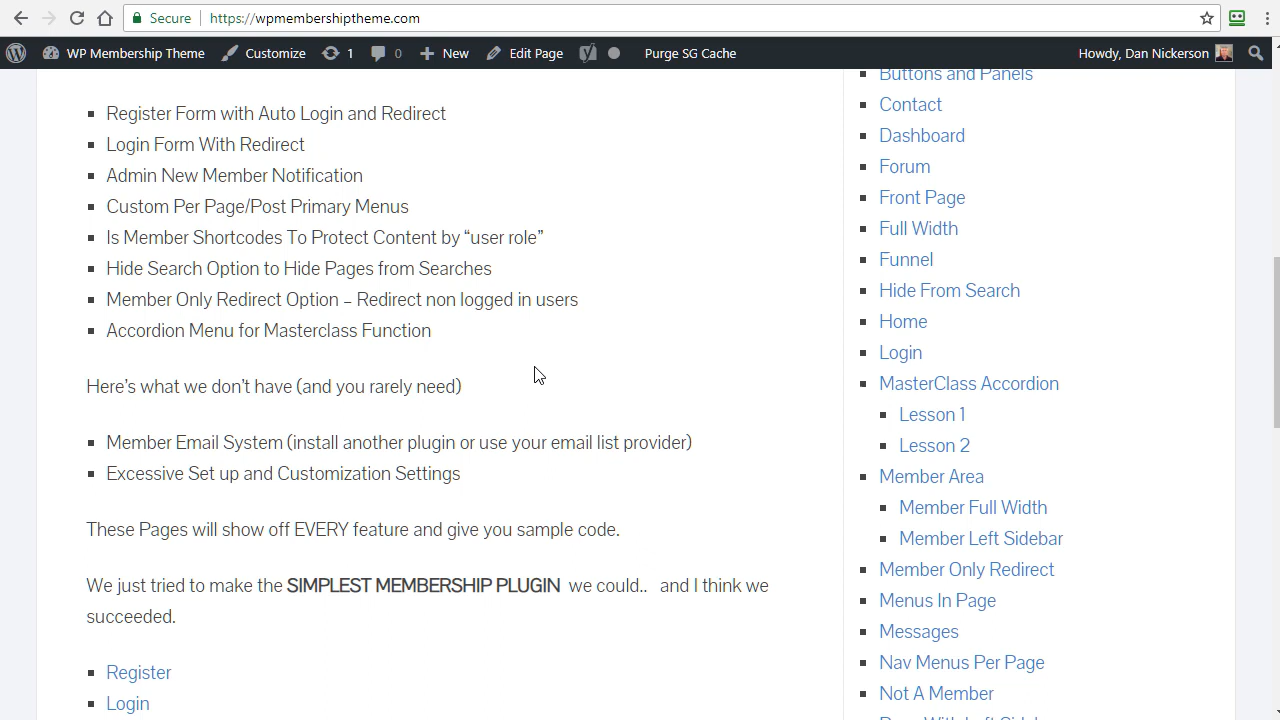 Secure https://wpmembershiptheme.com
WP Membership Theme Customize 1 0 New Edit Page Purge SG Cache Howdy, Dan Nickerson
Register Form with Auto Login and Redirect
Login Form With Redirect
Admin New Member Notification
Custom Per Page/Post Primary Menus
Is Member Shortcodes To Protect Content by “user role”
Hide Search Option to Hide Pages from Searches
Member Only Redirect Option – Redirect non logged in users
Accordion Menu for Masterclass Function
Here’s what we don’t have (and you rarely need)
Member Email System (install another plugin or use your email list provider)
Excessive Set up and Customization Settings
These Pages will show off EVERY feature and give you sample code.
We just tried to make the SIMPLEST MEMBERSHIP PLUGIN we could.. and I think we
succeeded.
Register
Login
Buttons and Panels
Contact
Dashboard
Forum
Front Page
Full Width
Funnel
Hide From Search
Home
Login
MasterClass Accordion
Lesson 1
Lesson 2
Member Area
Member Full Width
Member Left Sidebar
Member Only Redirect
Menus In Page
Messages
Nav Menus Per Page
Not A Member